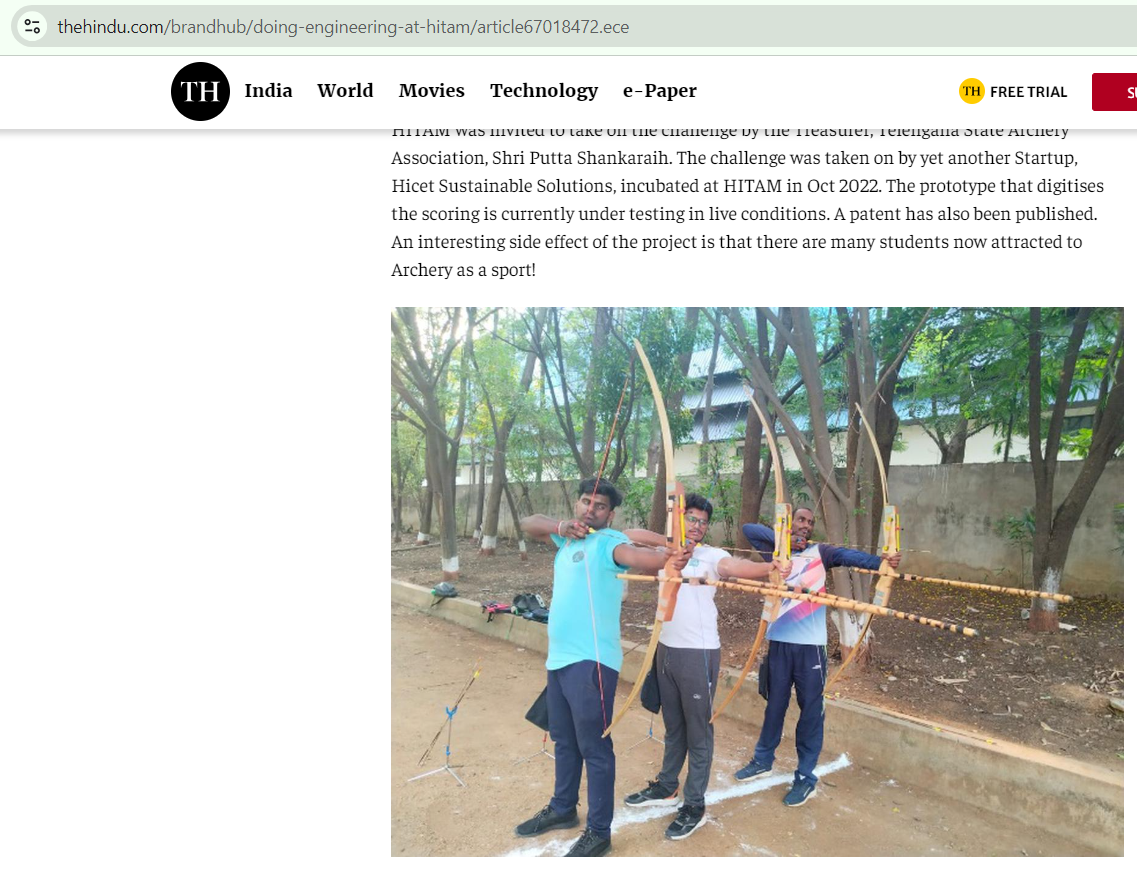 thehindu.com/brandhub/doing-engineering-at-hitam/article67018472.ece
TH India World Movies Technology e-Paper TH FREE TRIAL
HITAM was invited to take on the challenge by the Treasurer, Telengana State Archery
Association, Shri Putta Shankaraih. The challenge was taken on by yet another Startup,
Hicet Sustainable Solutions, incubated at HITAM in Oct 2022. The prototype that digitises
the scoring is currently under testing in live conditions. A patent has also been published.
An interesting side effect of the project is that there are many students now attracted to
Archery as a sport!